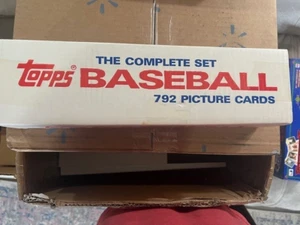 THE COMPLETE SET
Topps BASEBALL
792 PICTURE CARDS